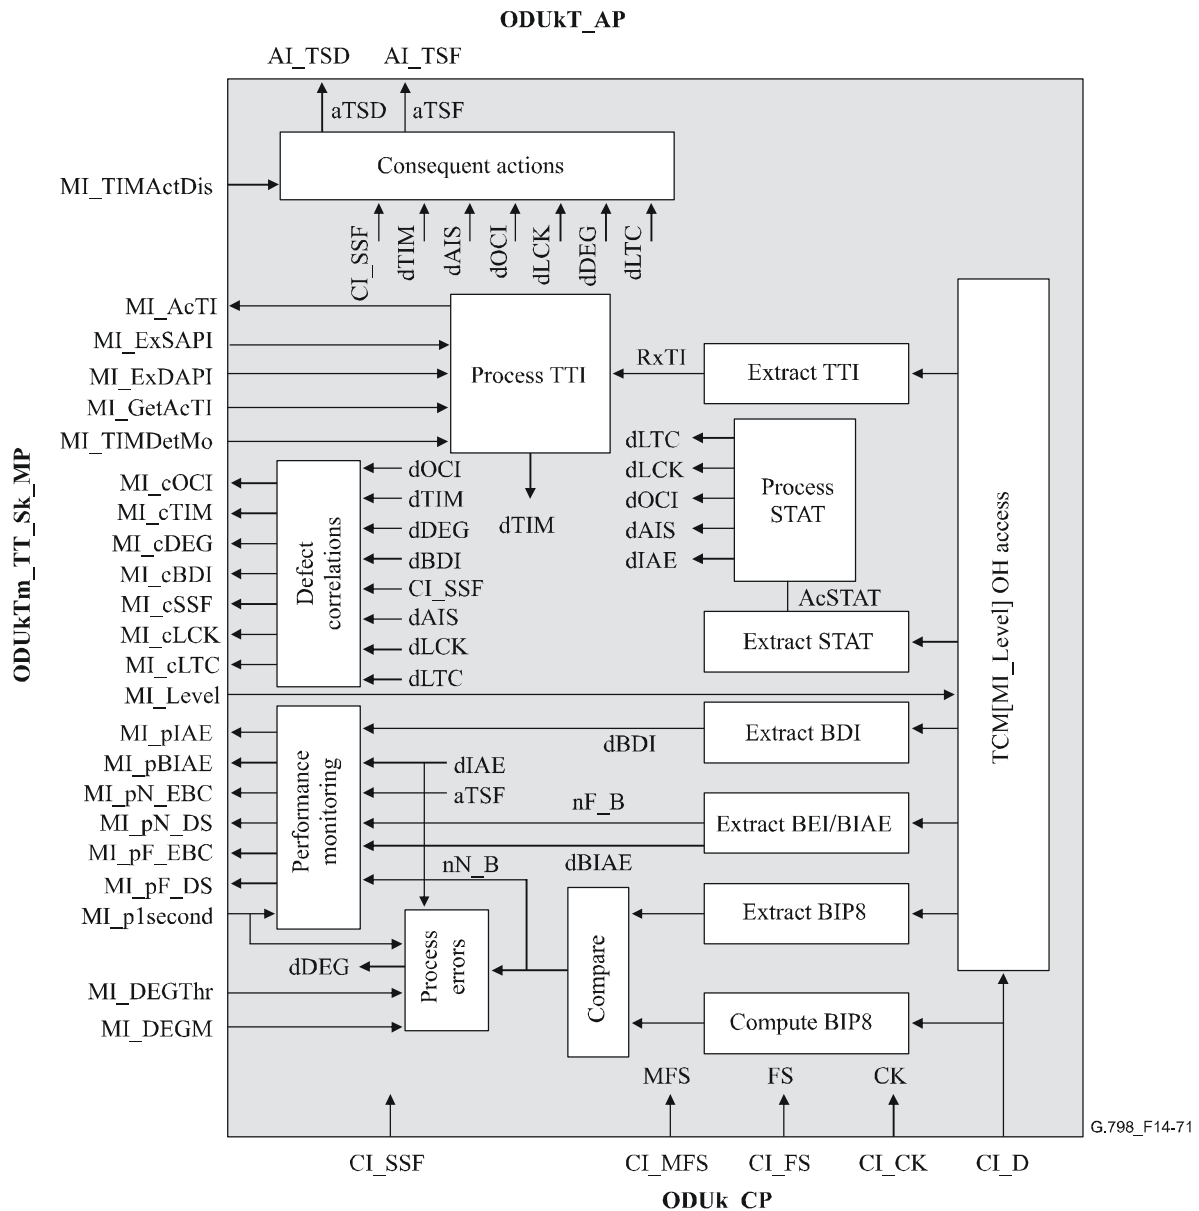 ODUkT_AP
AI_TSD
AI_TSF
aTSD
aTSF
Consequent actions
MI_TIMActDis
CI_SSF
dTIM
dAIS
dOCI
dLCK
dDEG
dLTC
MI_AcTI
MI_ExSAPI
MI_ExDAPI
MI_GetAcTI
MI_TIMDetMo
Process TTI
RxTI
Extract TTI
dTIM
dLTC
dLCK
dOCI
dAIS
dIAE
Process
STAT
AcSTAT
Extract STAT
TCM[MI_Level] OH access
ODUkTm_TT_Sk_MP
MI_cOCI
MI_cTIM
MI_cDEG
MI_cBDI
MI_cSSF
MI_cLCK
MI_cLTC
Defect
correlations
dOCI
dTIM
dDEG
dBDI
CI_SSF
dAIS
dLCK
dLTC
MI_Level
MI_pIAE
MI_pBIAE
MI_pN_EBC
MI_pN_DS
MI_pF_EBC
MI_pF_DS
MI_p1second
Performance
monitoring
dBDI
Extract BDI
dIAE
aTSF
nF_B
Extract BEI/BIAE
dBIAE
nN_B
Extract BIP8
dDEG
Process
errors
Compare
MI_DEGThr
MI_DEGM
Compute BIP8
MFS
FS
CK
G.798_F14-71
CI_SSF
CI_MFS
CI_FS
CI_CK
CI_D
ODUk_CP